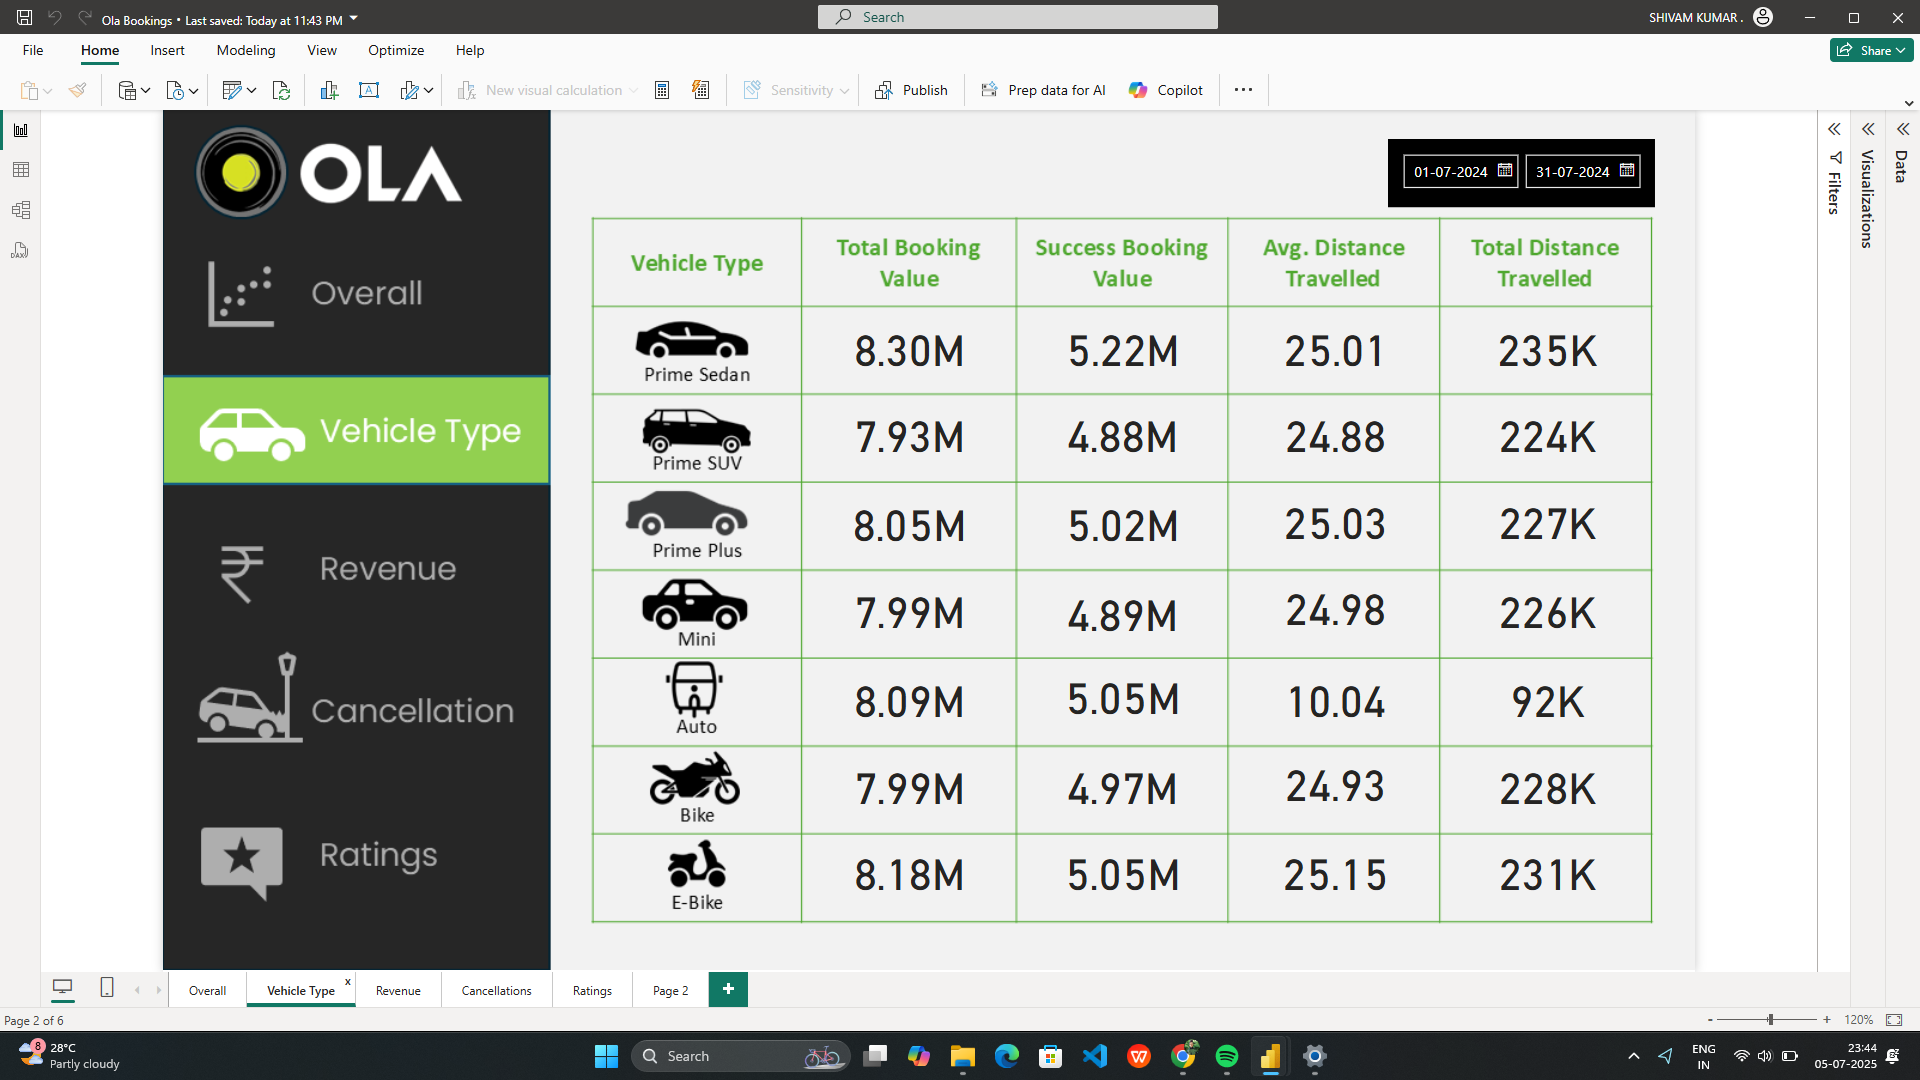 Ola Bookings • Last saved: Today at 11:43 PM
Search
SHIVAM KUMAR .
File Home Insert Modeling View Optimize Help
Share
New visual calculation
Sensitivity
Publish
Prep data for AI
Copilot
OLA
Overall
Vehicle Type
Revenue
Cancellation
Ratings
01-07-2024 31-07-2024
Vehicle Type
Total Booking
Value
Success Booking
Value
Avg. Distance
Travelled
Total Distance
Travelled
Prime Sedan
8.30M 5.22M 25.01 235K
Prime SUV
7.93M 4.88M 24.88 224K
Prime Plus
8.05M 5.02M 25.03 227K
Mini
7.99M 4.89M 24.98 226K
Auto
8.09M 5.05M 10.04 92K
Bike
7.99M 4.97M 24.93 228K
E-Bike
8.18M 5.05M 25.15 231K
Filters
Visualizations
Data
Overall Vehicle Type x Revenue Cancellations Ratings Page 2 +
Page 2 of 6
- + 120%
8
28°C
Partly cloudy
Search
ENG
IN
23:44
05-07-2025
DAX